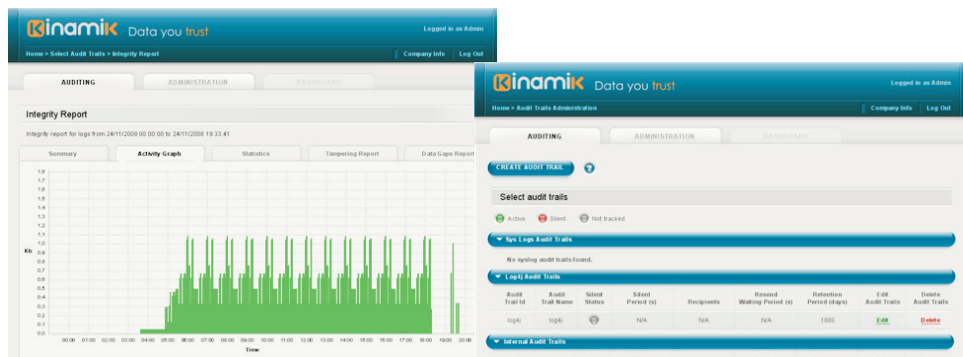 Kinamik Data you trust
Logged in as Admin
Home > Select Audit Trails > Integrity Report
Company Info
Log Out
AUDITING
ADMINISTRATION
DASHBOARD
Integrity Report
Integrity report for logs from 24/11/2008 00:00:00 to 24/11/2008 19:33:41
Summary
Activity Graph
Statistics
Tampering Report
Data Gaps Report
1,8
1,7
1,6
1,5
1,4
1,3
1,2
1,1
1,0
0,9
0,8
0,7
0,6
0,5
0,4
0,3
0,2
0,1
0,0
Kb
00:00 01:00 02:00 03:00 04:00 05:00 06:00 07:00 08:00 09:00 10:00 11:00 12:00 13:00 14:00 15:00 16:00 17:00 18:00 19:00 20:00
Time
Kinamik Data you trust
Logged in as Admin
Home > Audit Trails Administration
Company Info
Log Out
AUDITING
ADMINISTRATION
DASHBOARD
CREATE AUDIT TRAIL
?
Select audit trails
Active
Silent
Not tracked
Sys Logs Audit Trails
No syslog audit trails found.
Log4j Audit Trails
Audit Trail Id
Audit Trail Name
Silent Status
Silent Period (s)
Recipients
Resend Waiting Period (s)
Retention Period (days)
Edit Audit Trails
Delete Audit Trails
log4j log4j N/A N/A N/A 1000 Edit Delete
Internal Audit Trails